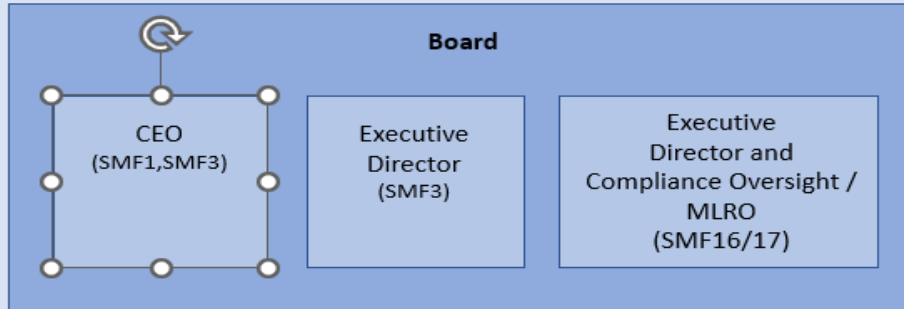 Board
CEO
(SMF1,SMF3)
Executive
Director
(SMF3)
Executive
Director and
Compliance Oversight /
MLRO
(SMF16/17)